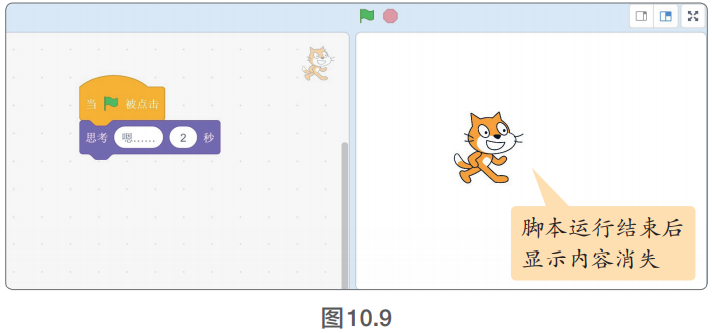 当 被点击
思考 嗯…… 2 秒
脚本运行结束后
显示内容消失
图10.9